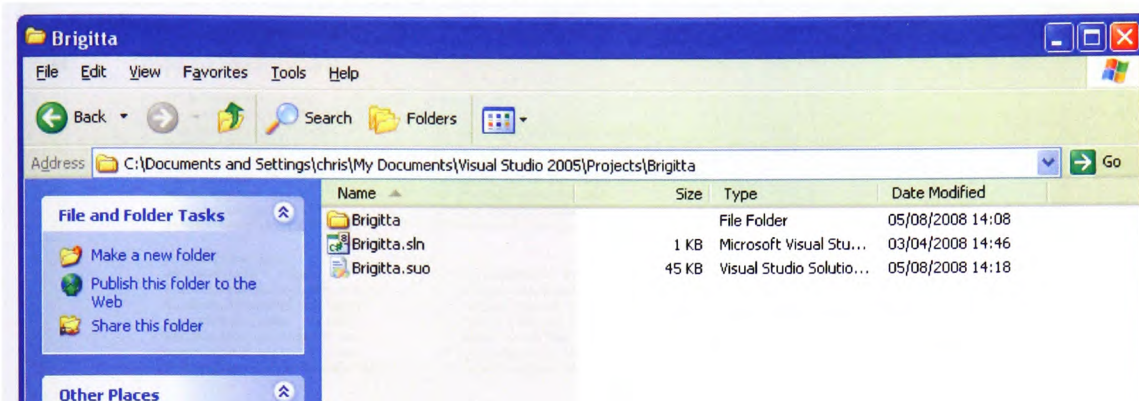 Brigitta
File Edit View Favorites Tools Help
Back Search Folders
Address C:\Documents and Settings\chris\My Documents\Visual Studio 2005\Projects\Brigitta Go
Name Size Type Date Modified
File and Folder Tasks
Make a new folder
Publish this folder to the
Web
Share this folder
Other Places
Brigitta File Folder 05/08/2008 14:08
Brigitta.sln 1 KB Microsoft Visual Stu... 03/04/2008 14:46
Brigitta.suo 45 KB Visual Studio Solutio... 05/08/2008 14:18